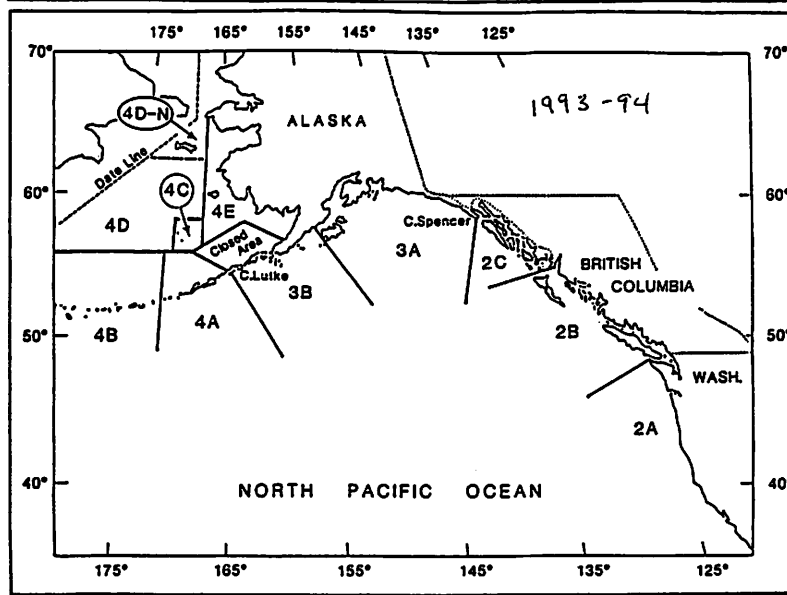 175° 165° 155° 145° 135° 125°
70° 70°
1993-94
4D-N
ALASKA
Date Line
60° 4C 4E 60°
4D
Closed Area
C.Spencer
3A
2C
BRITISH COLUMBIA
C.Lutke
3B
50° 4B 4A 2B 50°
WASH.
2A
40° NORTH PACIFIC OCEAN 40°
175° 165° 155° 145° 135° 125°